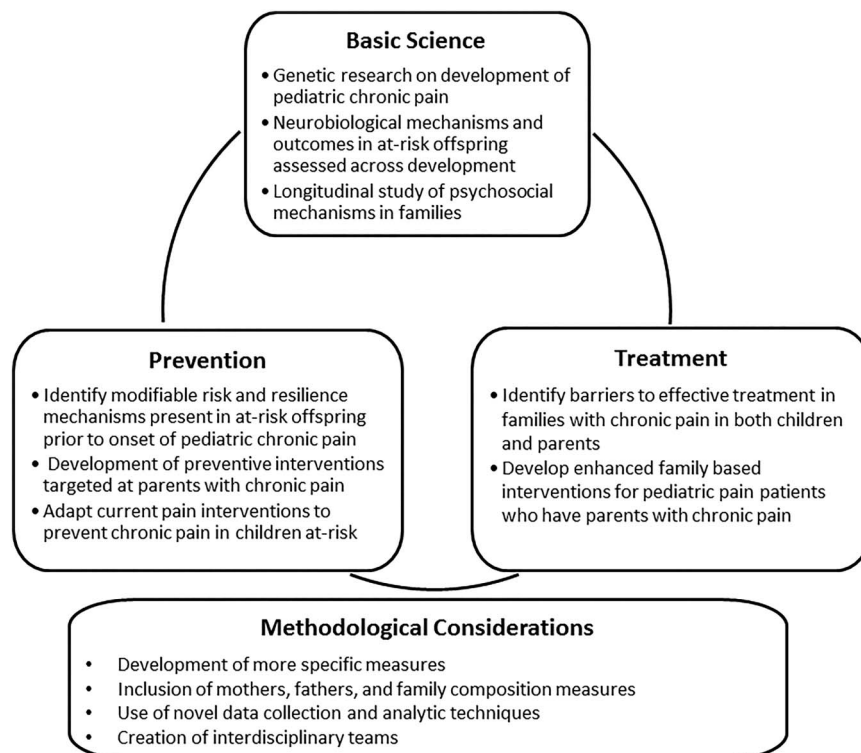 Basic Science
• Genetic research on development of
pediatric chronic pain
• Neurobiological mechanisms and
outcomes in at-risk offspring
assessed across development
• Longitudinal study of psychosocial
mechanisms in families
Prevention
• Identify modifiable risk and resilience
mechanisms present in at-risk offspring
prior to onset of pediatric chronic pain
• Development of preventive interventions
targeted at parents with chronic pain
• Adapt current pain interventions to
prevent chronic pain in children at-risk
Treatment
• Identify barriers to effective treatment in
families with chronic pain in both children
and parents
• Develop enhanced family based
interventions for pediatric pain patients
who have parents with chronic pain
Methodological Considerations
• Development of more specific measures
• Inclusion of mothers, fathers, and family composition measures
• Use of novel data collection and analytic techniques
• Creation of interdisciplinary teams